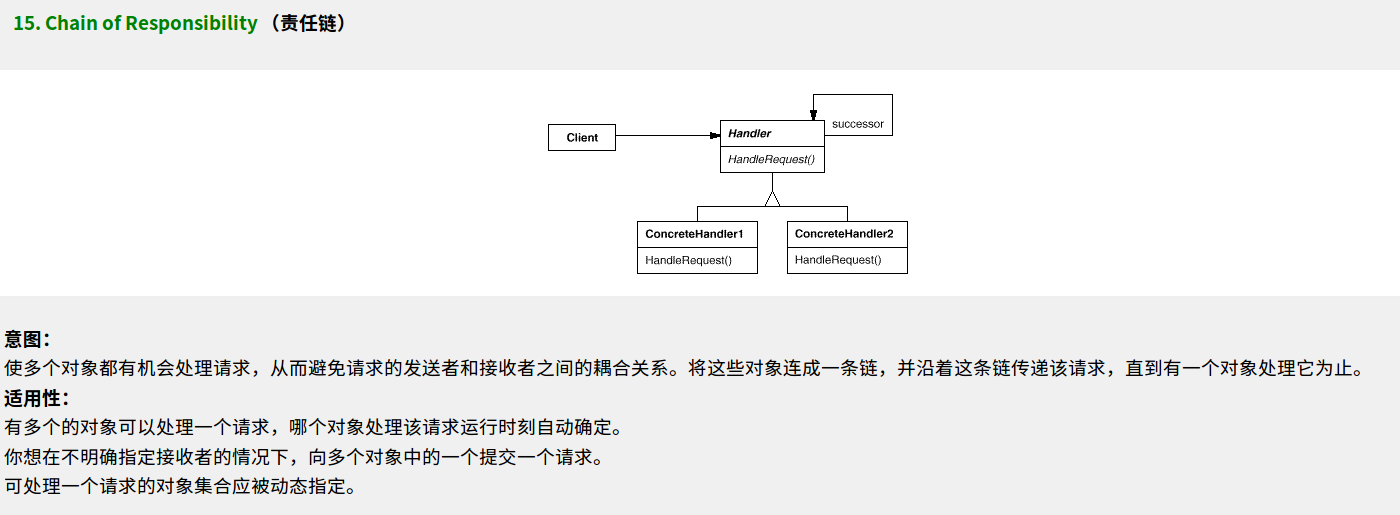 15. Chain of Responsibility（责任链）
successor
Client
Handler
HandleRequest()
ConcreteHandler1
ConcreteHandler2
HandleRequest()
HandleRequest()
意图：
使多个对象都有机会处理请求，从而避免请求的发送者和接收者之间的耦合关系。将这些对象连成一条链，并沿着这条链传递该请求，直到有一个对象处理它为止。
适用性：
有多个的对象可以处理一个请求，哪个对象处理该请求运行时刻自动确定。
你想在不明确指定接收者的情况下，向多个对象中的一个提交一个请求。
可处理一个请求的对象集合应被动态指定。